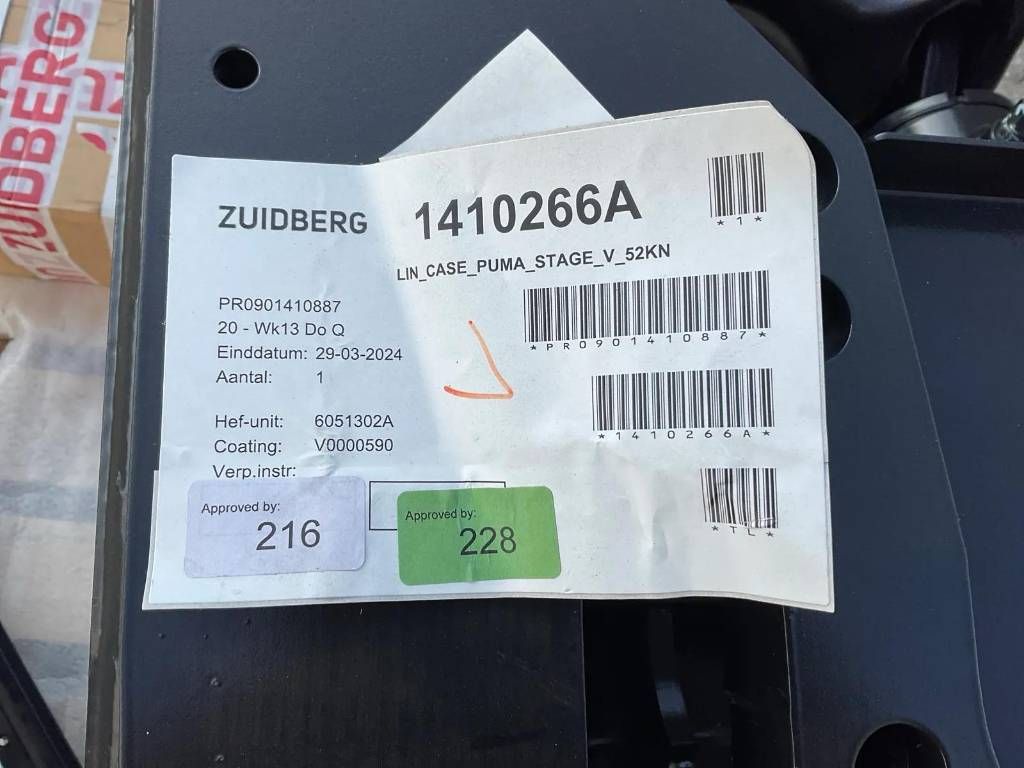 ZUIDBERG
ZUIDBERG 1410266A
*1*
LIN_CASE_PUMA_STAGE_V_52KN
PR0901410887
*PR0901410887*
20 - Wk13 Do Q
Einddatum: 29-03-2024
Aantal: 1
*1410266A*
Hef-unit: 6051302A
Coating: V0000590
Verp.instr:
Approved by:
216
Approved by:
228
*TL*